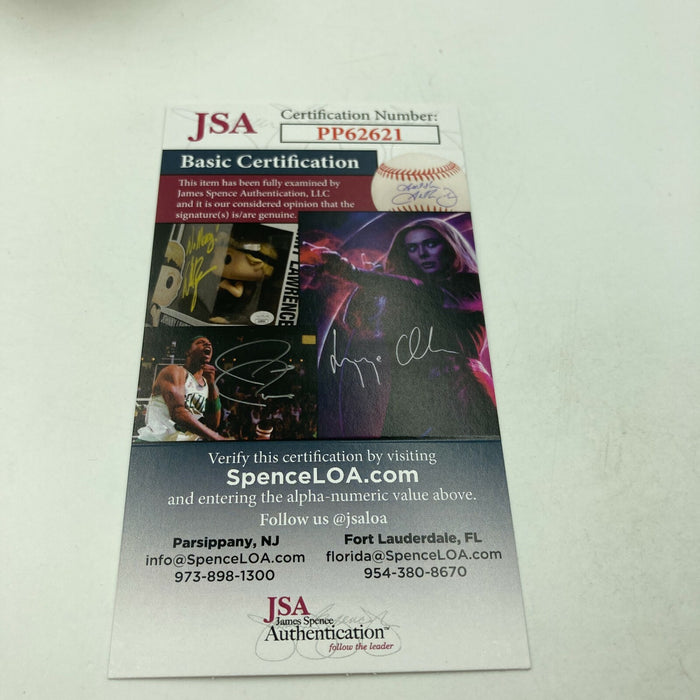 JSA
Certification Number:
PP62621
Basic Certification
This item has been fully examined by
James Spence Authentication, LLC
and it is our considered opinion that the
signature(s) is/are genuine.
LAWRENCE
Verify this certification by visiting
SpenceLOA.com
and entering the alpha-numeric value above.
Follow us @jsaloa
Parsippany, NJ
info@SpenceLOA.com
973-898-1300
Fort Lauderdale, FL
florida@SpenceLOA.com
954-380-8670
JSA
James Spence
Authentication™
follow the leader